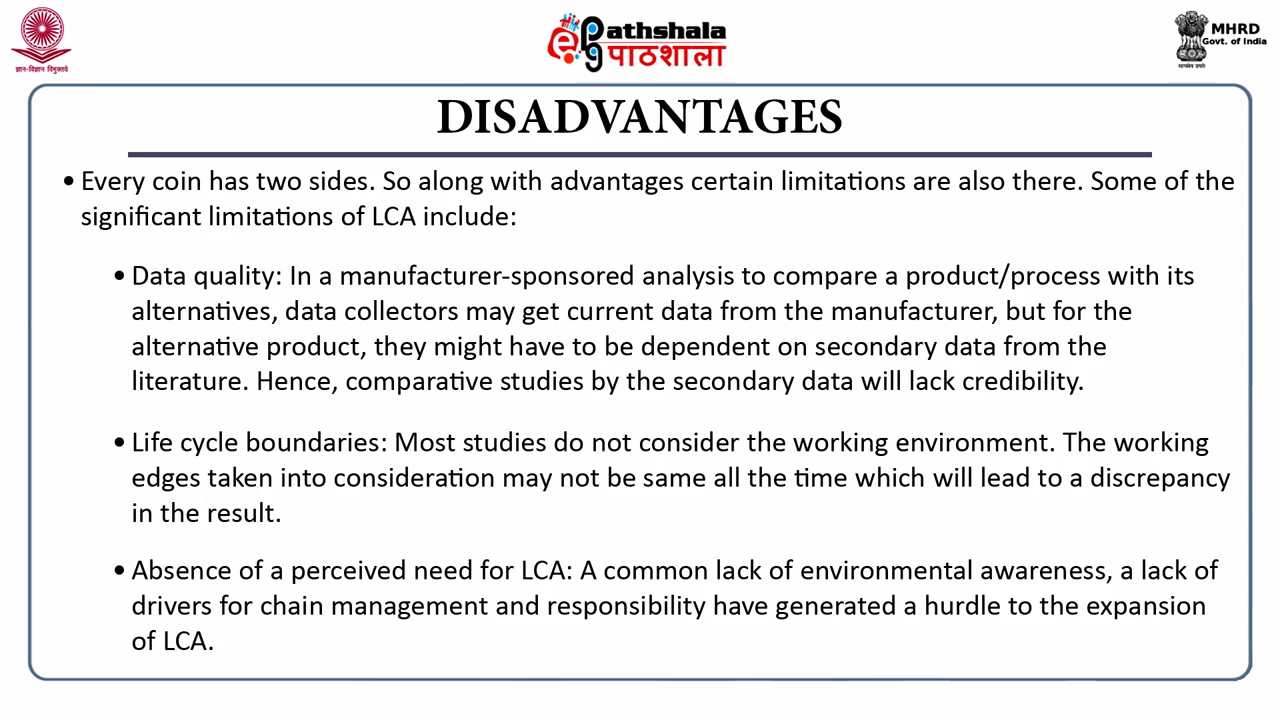 ज्ञान-विज्ञान विमुक्तये
e pg pathshala
पाठशाला
MHRD
Govt. of India
सत्यमेव जयते
DISADVANTAGES
• Every coin has two sides. So along with advantages certain limitations are also there. Some of the
significant limitations of LCA include:
• Data quality: In a manufacturer-sponsored analysis to compare a product/process with its
alternatives, data collectors may get current data from the manufacturer, but for the
alternative product, they might have to be dependent on secondary data from the
literature. Hence, comparative studies by the secondary data will lack credibility.
• Life cycle boundaries: Most studies do not consider the working environment. The working
edges taken into consideration may not be same all the time which will lead to a discrepancy
in the result.
• Absence of a perceived need for LCA: A common lack of environmental awareness, a lack of
drivers for chain management and responsibility have generated a hurdle to the expansion
of LCA.